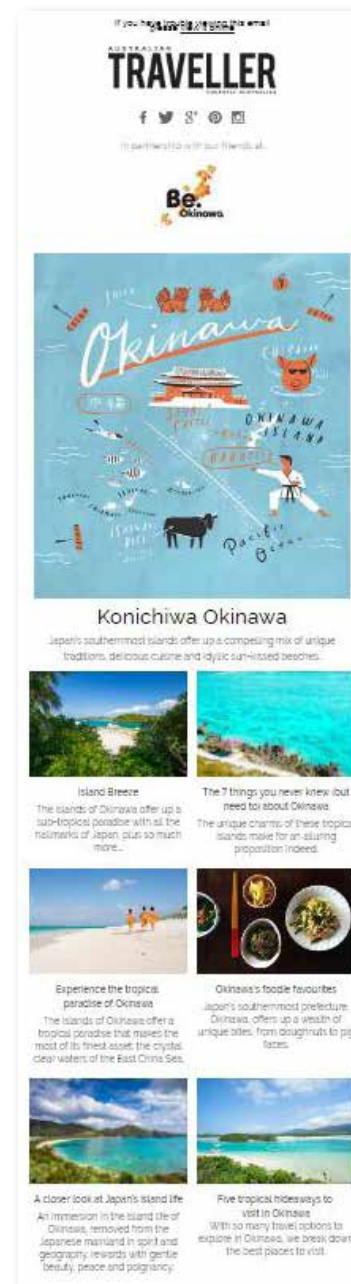 If you have trouble viewing this email
please view it online
AUSTRALIAN
TRAVELLER
In partnership with our friends at:
Be.
Okinawa.
Okinawa
OKINAWA
ISLAND
Pacific
Ocean
Konichiwa Okinawa
Japan's southernmost islands offer up a compelling mix of unique
traditions, delicious cuisine and idyllic sun-kissed beaches.
Island Breeze
The islands of Okinawa offer up a
sub-tropical paradise with all the
hallmarks of Japan, plus so much
more...
The 7 things you never knew (but
need to) about Okinawa
The unique charms of these tropical
islands make for an alluring
proposition indeed.
Experience the tropical
paradise of Okinawa
The islands of Okinawa offer a
tropical paradise that makes the
most of its finest asset: the crystal
clear waters of the East China Sea.
Okinawa's foodie favourites
Japan's southernmost prefecture,
Okinawa, offers up a wealth of
unique bites, from doughnuts to pig
faces.
A closer look at Japan's island life
An immersion in the island life of
Okinawa, removed from the
Japanese mainland in spirit and
geography, rewards with gentle
beauty, peace and poignancy.
Five tropical hideaways to
visit in Okinawa
With so many travel options to
explore in Okinawa, we break down
the best places to visit.